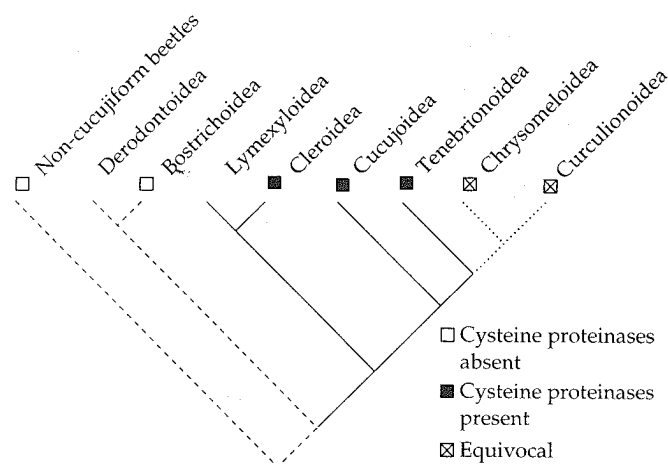 Non-cucujiform beetles
Derodontoidea
Bostrichoidea
Lymexyloidea
Cleroidea
Cucujoidea
Tenebrionoidea
Chrysomeloidea
Curculionoidea
Cysteine proteinases
absent
Cysteine proteinases
present
Equivocal